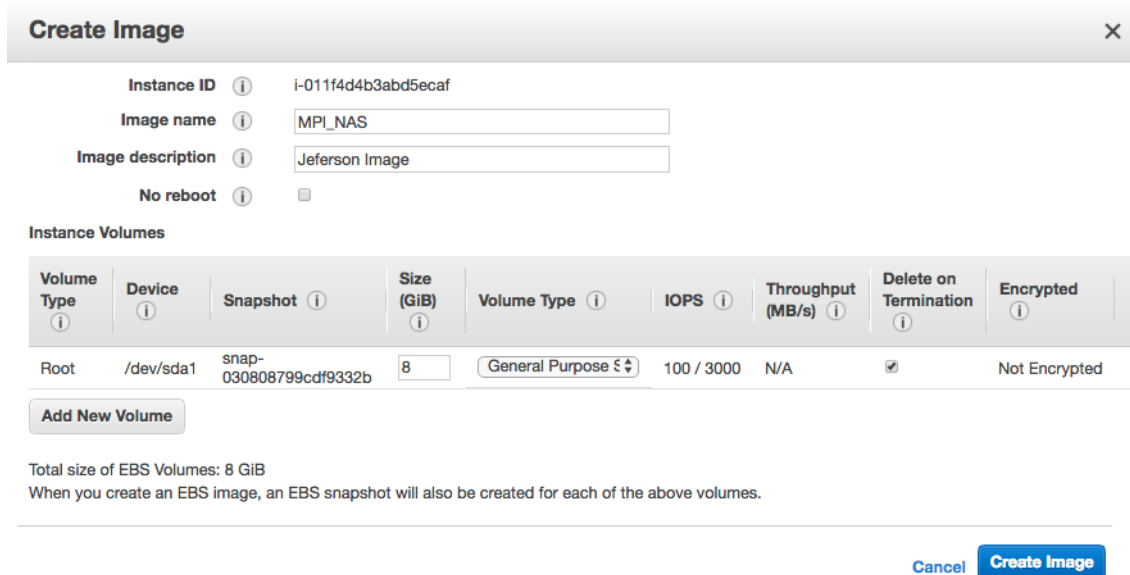 Create Image
Instance ID i-011f4d4b3abd5ecaf
Image name MPI_NAS
Image description Jeferson Image
No reboot
Instance Volumes
Volume Type Device Snapshot Size (GiB) Volume Type IOPS Throughput (MB/s) Delete on Termination Encrypted
Root /dev/sda1 snap-030808799cdf9332b 8 General Purpose S 100 / 3000 N/A Not Encrypted
Add New Volume
Total size of EBS Volumes: 8 GiB
When you create an EBS image, an EBS snapshot will also be created for each of the above volumes.
Cancel Create Image